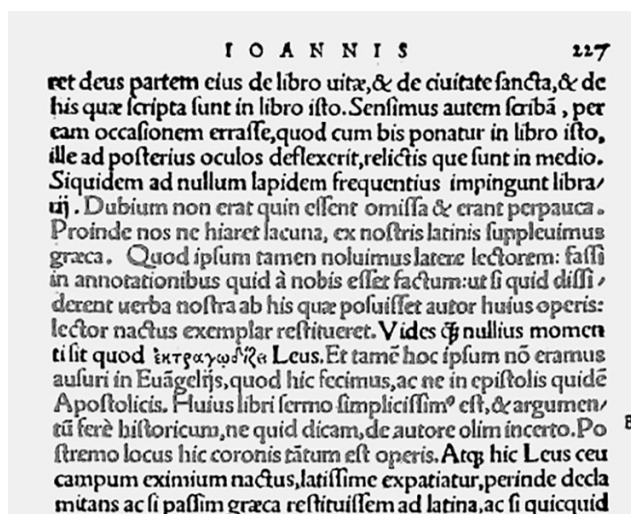 IOANNIS 227
ret deus partem eius de libro uitæ,& de ciuitate sancta,& de
his quæ scripta sunt in libro isto. Sensimus autem scribã, per
eam occasionem errasse,quod cum bis ponatur in libro isto,
ille ad posterius oculos deflexerit,relictis que sunt in medio.
Siquidem ad nullum lapidem frequentius impingunt libra/
rij. Dubium non erat quin essent omissa & erant perpauca.
Proinde nos ne hiaret lacuna, ex nostris latinis suppleuimus
græca. Quod ipsum tamen noluimus latere lectorem: fassi
in annotationibus quid à nobis esset factum:ut si quid dissi/
derent uerba nostra ab his quæ posuisset autor huius operis:
lector nactus exemplar restitueret. Vides ꝙ̃ nullius momen
ti sit quod ἐκτραγωδίζει Leus. Et tamẽ hoc ipsum nõ eramus
ausuri in Euãgelijs,quod hic fecimus,ac ne in epistolis quidẽ
Apostolicis. Huius libri sermo simplicissimꝰ est,& argumen/
tũ ferè historicum,ne quid dicam,de autore olim incerto. Po
stremo locus hic coronis tãtum est operis. Atqꝫ hic Leus ceu
campum eximium nactus,latissime expatiatur,perinde decla
mitans ac si passim græca restituissem ad latina,ac si quicquid